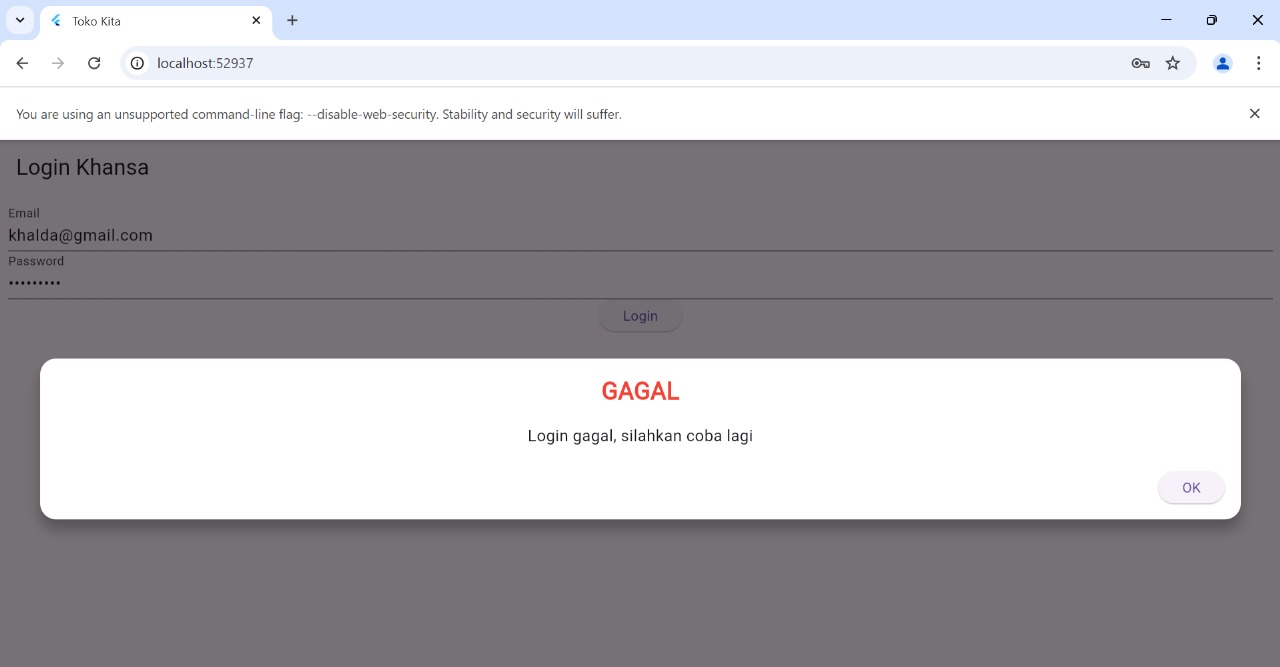 Toko Kita
localhost:52937
You are using an unsupported command-line flag: --disable-web-security. Stability and security will suffer.
Login Khansa
Email
khalda@gmail.com
Password
•••••••••
Login
GAGAL
Login gagal, silahkan coba lagi
OK